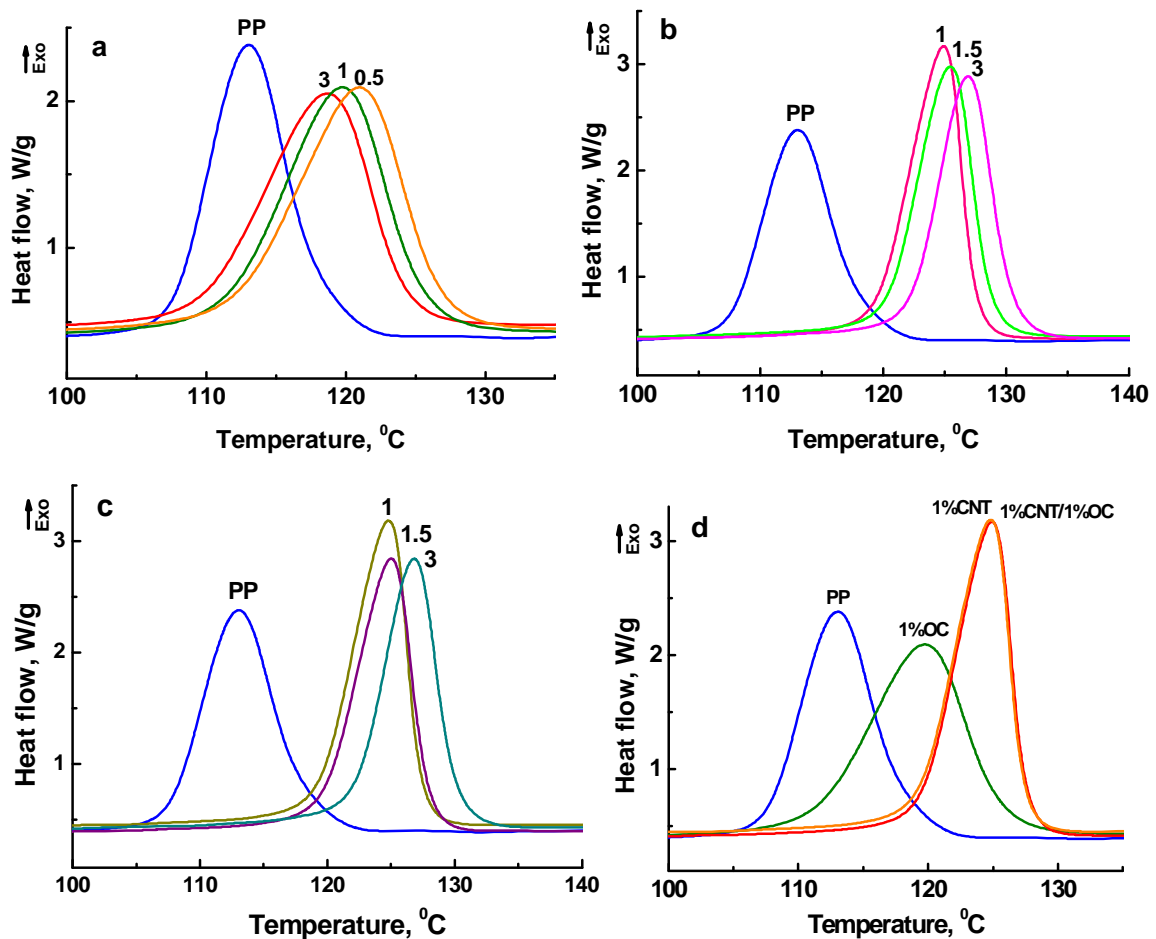 a
PP
3 1 0.5
Exo
2
1
Heat flow, W/g
100 110 120 130
Temperature, ⁰C
b
1
1.5
3
PP
Exo
3
2
1
Heat flow, W/g
100 110 120 130 140
Temperature, ⁰C
c
1
1.5
3
PP
Exo
3
2
1
Heat flow, W/g
100 110 120 130 140
Temperature, ⁰C
d
1%CNT 1%CNT/1%OC
PP
1%OC
Exo
3
2
1
Heat flow, W/g
100 110 120 130
Temperature, ⁰C